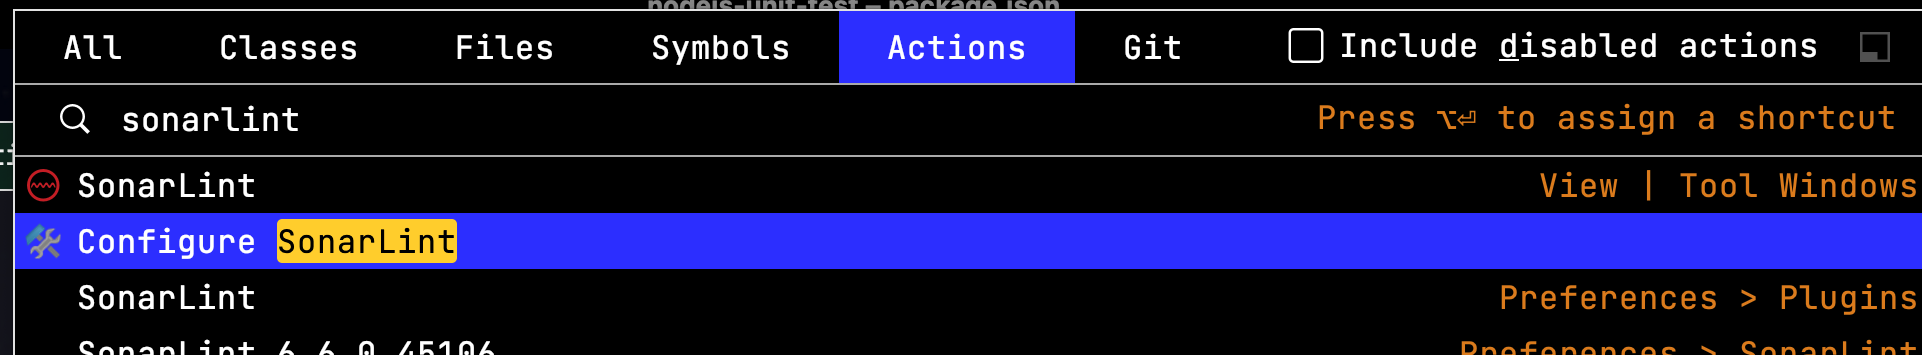 nodejs-unit-test – package.json
All Classes Files Symbols Actions Git Include disabled actions
sonarlint Press ⌥⏎ to assign a shortcut
SonarLint View | Tool Windows
Configure SonarLint
SonarLint Preferences > Plugins
SonarLint 6.6.0.45106 Preferences > SonarLint